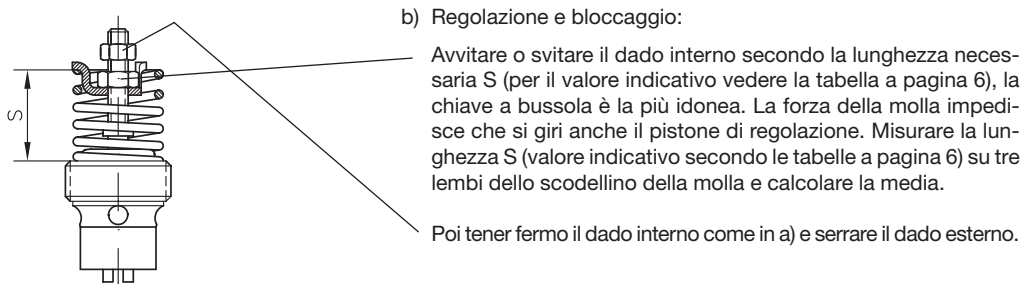 b) Regolazione e bloccaggio:
Avvitare o svitare il dado interno secondo la lunghezza neces-
saria S (per il valore indicativo vedere la tabella a pagina 6), la
chiave a bussola è la più idonea. La forza della molla impedi-
sce che si giri anche il pistone di regolazione. Misurare la lun-
ghezza S (valore indicativo secondo le tabelle a pagina 6) su tre
lembi dello scodellino della molla e calcolare la media.
S
Poi tener fermo il dado interno come in a) e serrare il dado esterno.